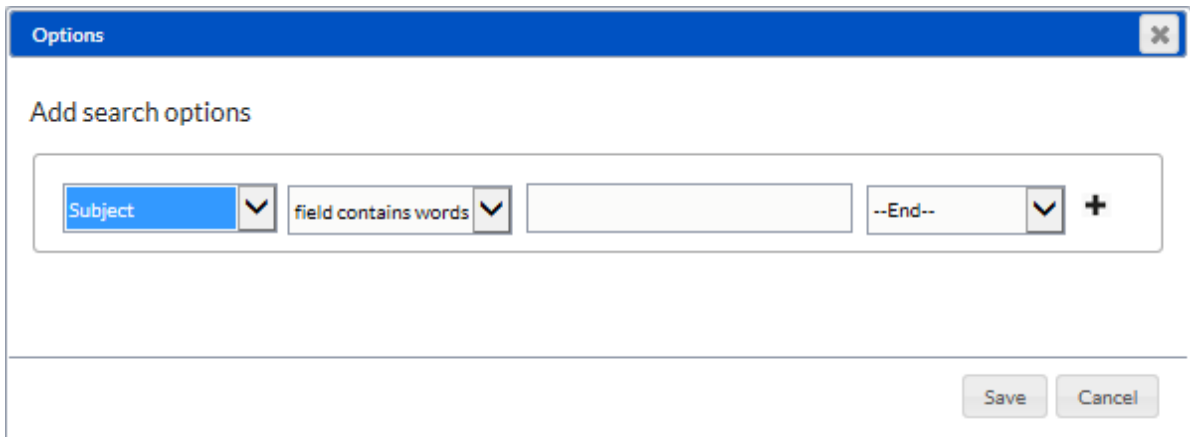 Options
Add search options
Subject field contains words --End--
Save Cancel